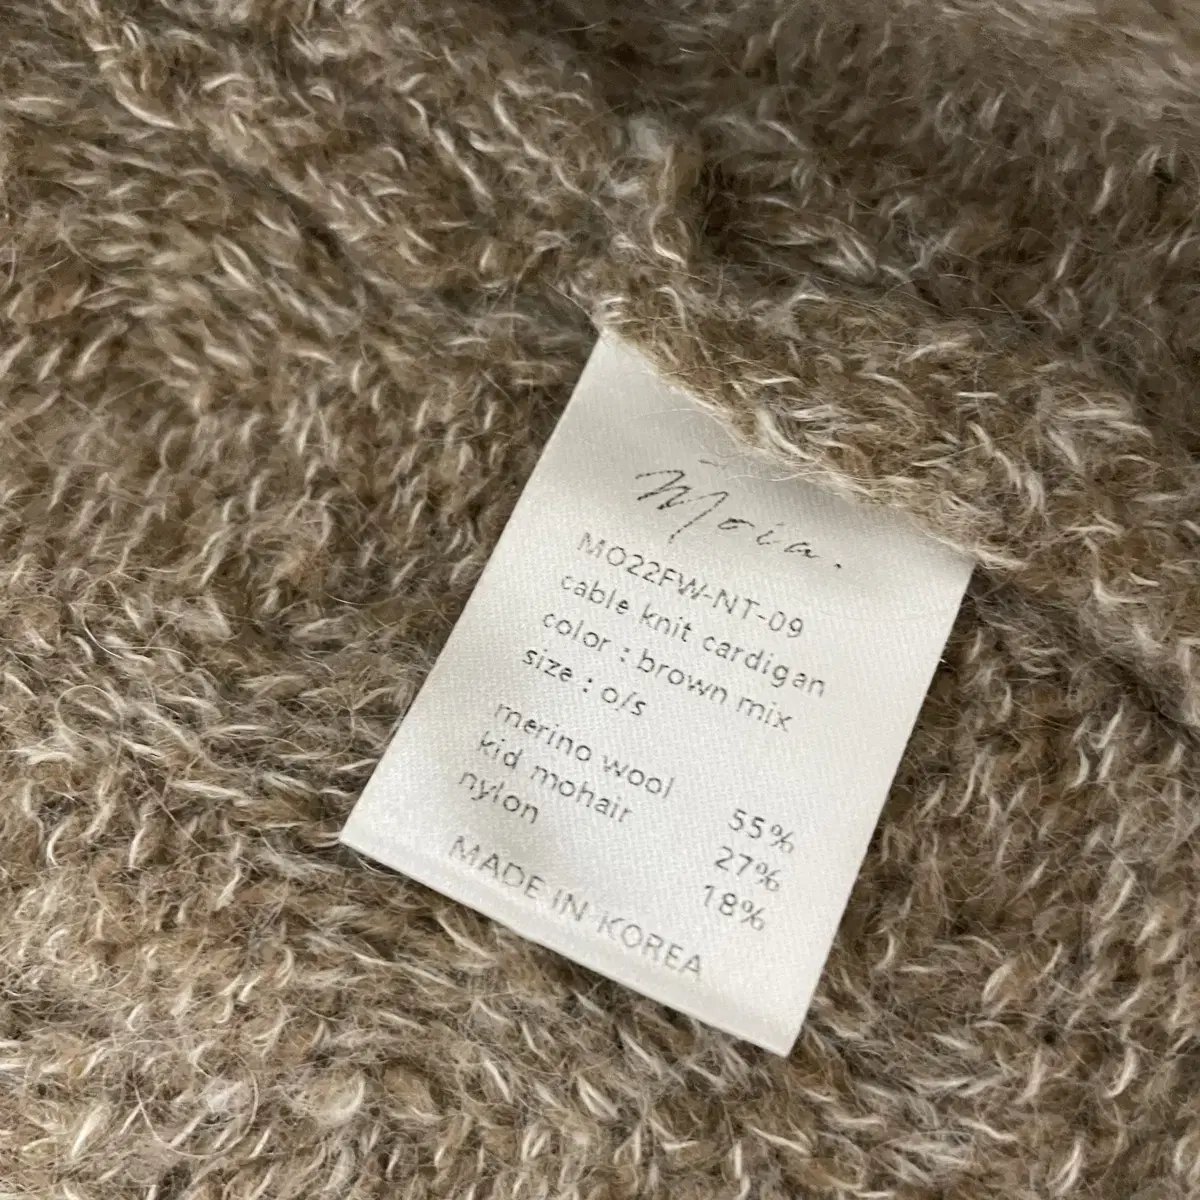 Moia.
MO22FW-NT-09
cable knit cardigan
color : brown mix
size : o/s
merino wool 55%
kid mohair 27%
nylon 18%
MADE IN KOREA